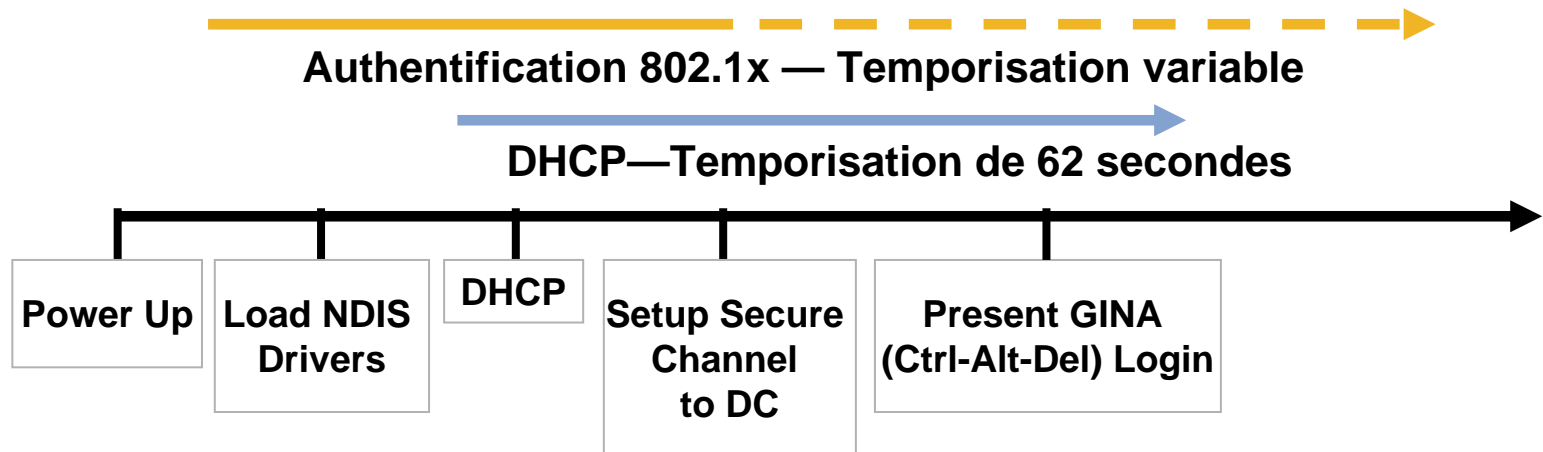 Authentification 802.1x — Temporisation variable
DHCP—Temporisation de 62 secondes
Power Up
Load NDIS
Drivers
DHCP
Setup Secure
Channel
to DC
Present GINA
(Ctrl-Alt-Del) Login